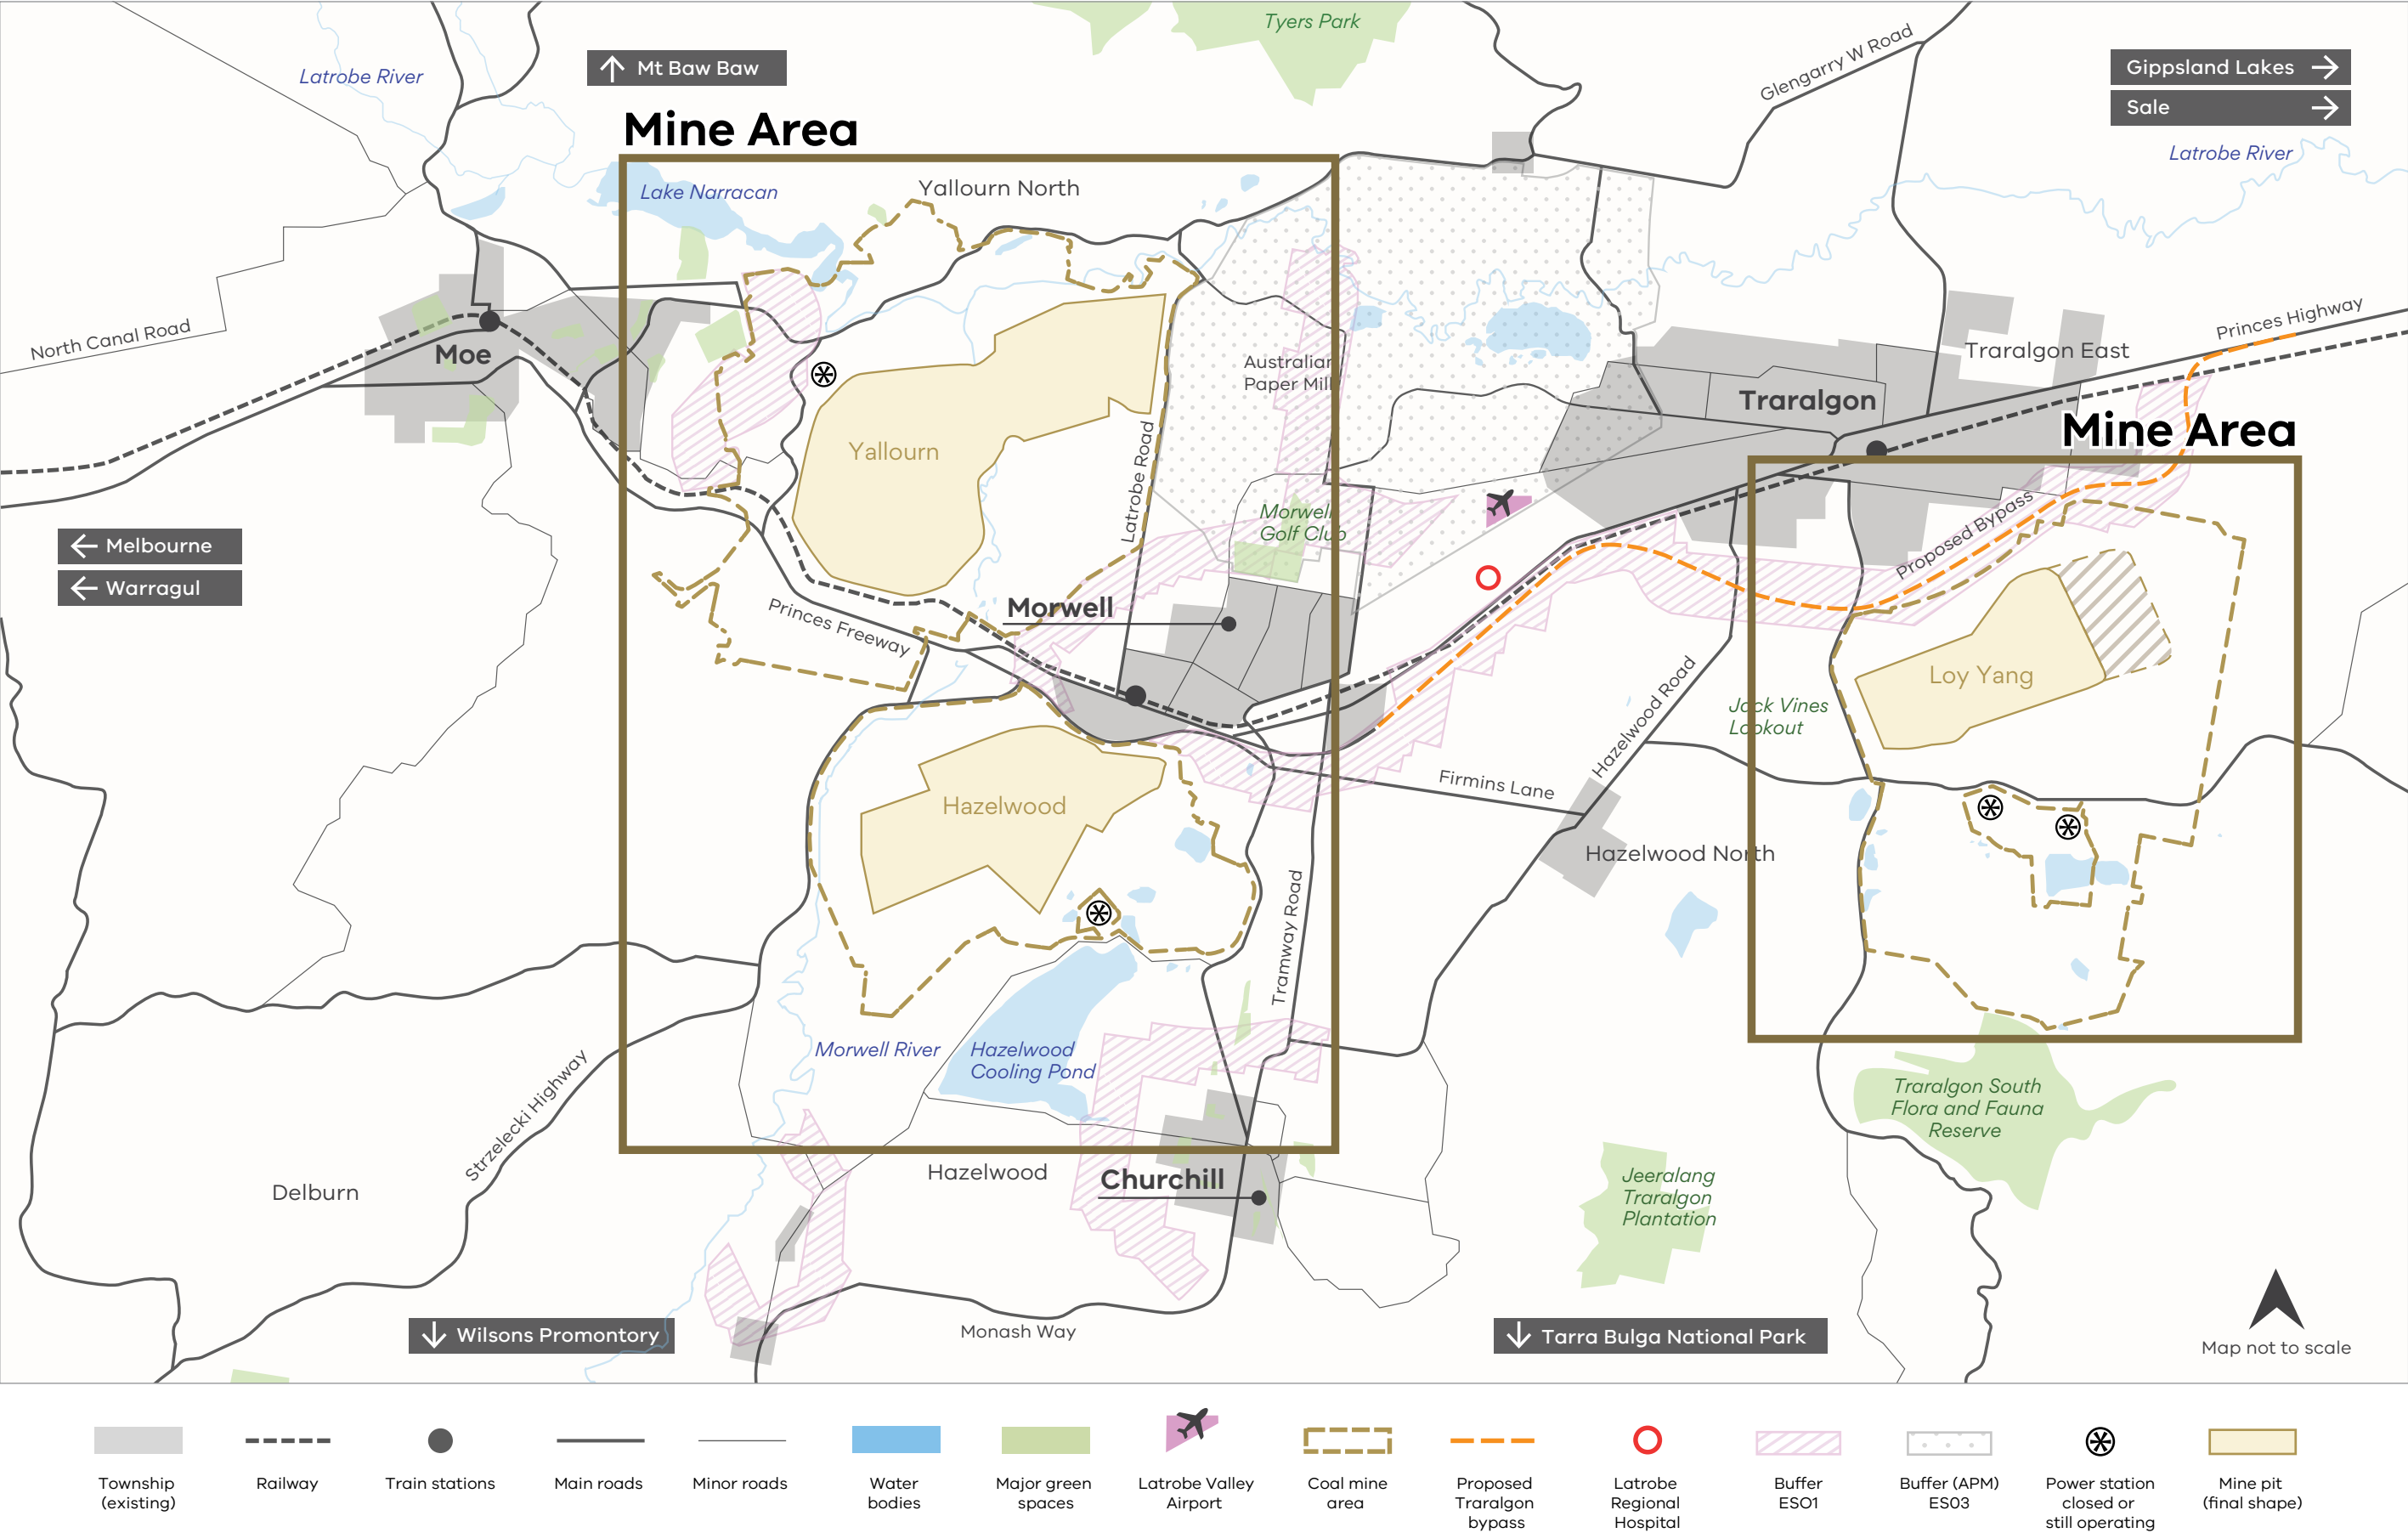 Tyers Park
Latrobe River
Mt Baw Baw
Glengarry W Road
Gippsland Lakes
Sale
Latrobe River
Mine Area
Lake Narracan
Yallourn North
North Canal Road
Moe
Princes Highway
Traralgon East
Australian
Paper Mill
Traralgon
Mine Area
Yallourn
Latrobe Road
Morwell
Golf Club
Melbourne
Warragul
Proposed Bypass
Morwell
Princes Freeway
Loy Yang
Hazelwood Road
Jack Vines
Lookout
Firmins Lane
Hazelwood
Hazelwood North
Tramway Road
Morwell River
Hazelwood
Cooling Pond
Strzelecki Highway
Traralgon South
Flora and Fauna
Reserve
Hazelwood
Churchill
Delburn
Jeeralang
Traralgon
Plantation
Wilsons Promontory
Monash Way
Tarra Bulga National Park
Map not to scale
Township
(existing)
Railway
Train stations
Main roads
Minor roads
Water
bodies
Major green
spaces
Latrobe Valley
Airport
Coal mine
area
Proposed
Traralgon
bypass
Latrobe
Regional
Hospital
Buffer
ESO1
Buffer (APM)
ES03
Power station
closed or
still operating
Mine pit
(final shape)